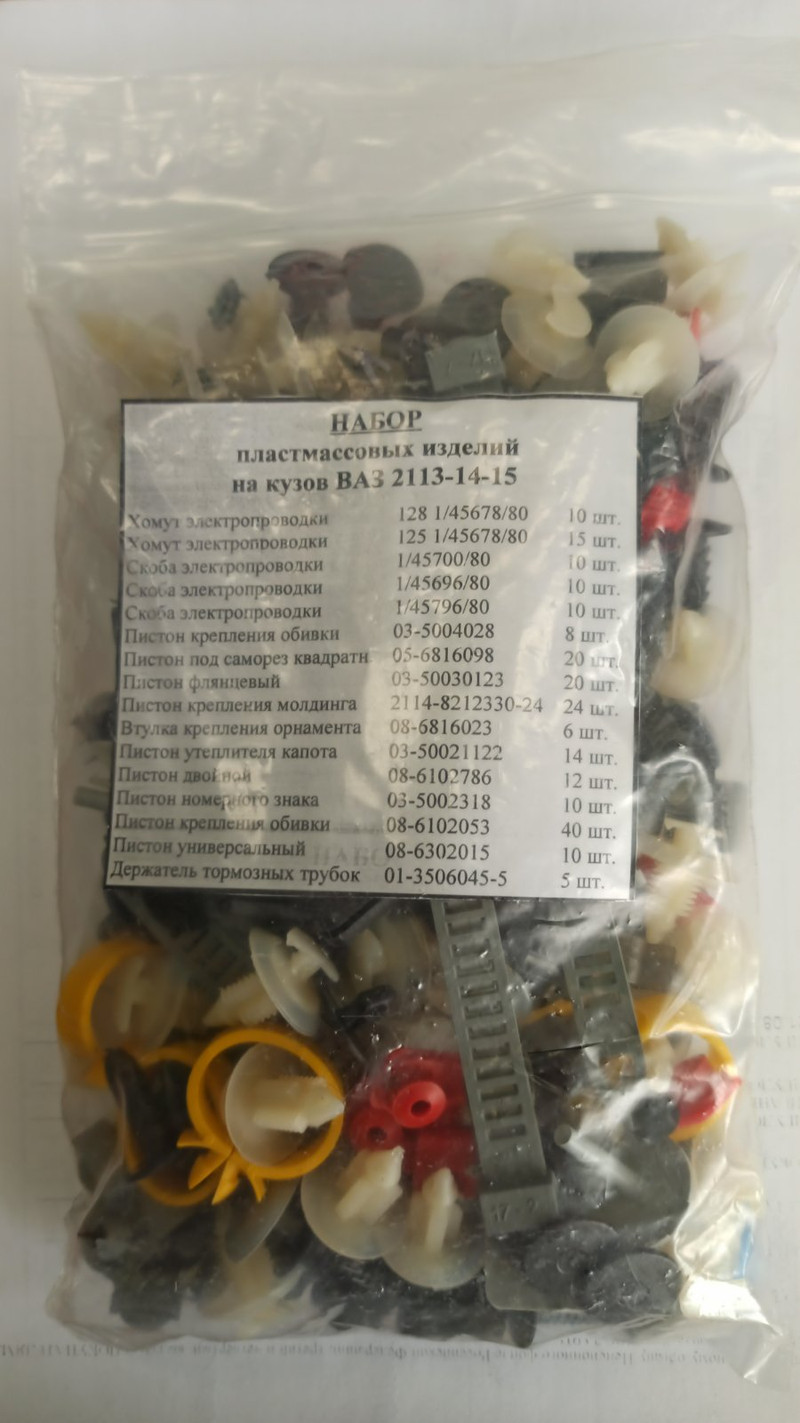 НАБОР
пластмассовых изделий
на кузов ВАЗ 2113-14-15
Хомут электропроводки 128 1/45678/80 10 шт.
Хомут электропроводки 125 1/45678/80 15 шт.
Скоба электропроводки 1/45700/80 10 шт.
Скоба электропроводки 1/45696/80 10 шт.
Скоба электропроводки 1/45796/80 10 шт.
Пистон крепления обивки 03-5004028 8 шт.
Пистон под саморез квадратн 05-6816098 20 шт.
Пистон флянцевый 03-50030123 20 шт.
Пистон крепления молдинга 2114-8212330-24 24 шт.
Втулка крепления орнамента 08-6816023 6 шт.
Пистон утеплителя капота 03-50021122 14 шт.
Пистон двойной 08-6102786 12 шт.
Пистон номерного знака 03-5002318 10 шт.
Пистон крепления обивки 08-6102053 40 шт.
Пистон универсальный 08-6302015 10 шт.
Держатель тормозных трубок 01-3506045-5 5 шт.